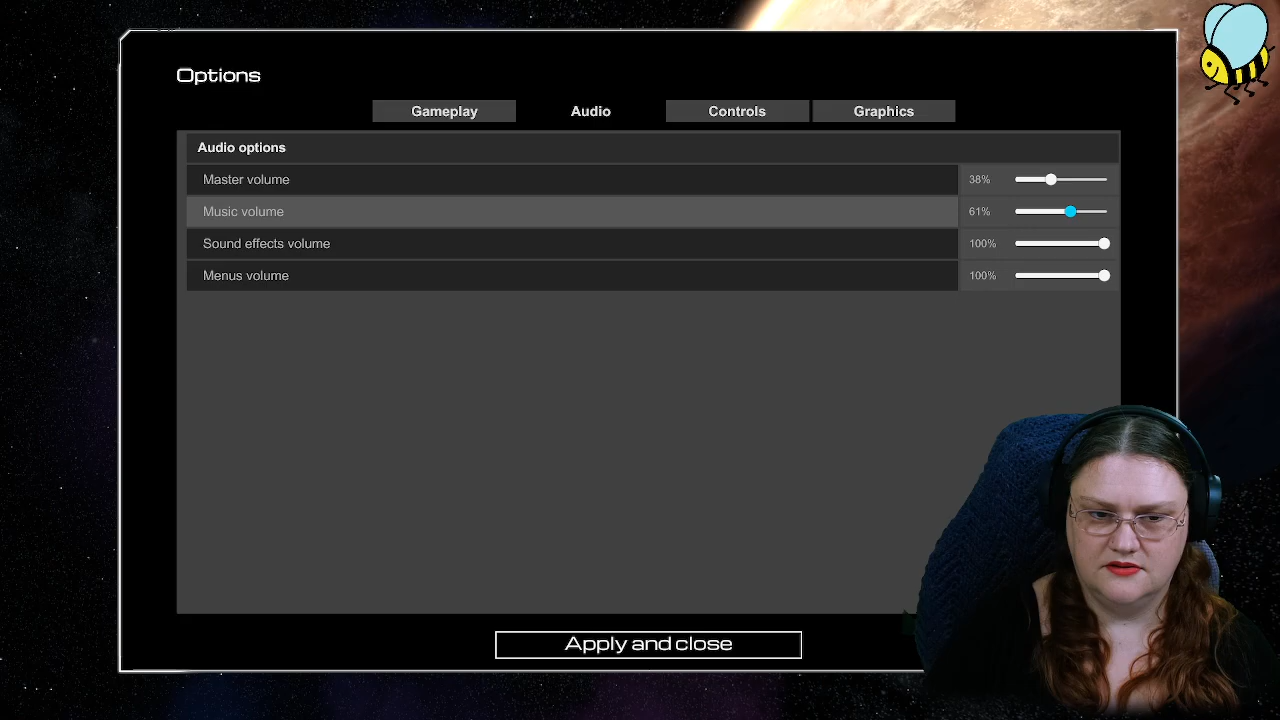 Options
Gameplay
Audio
Controls
Graphics
Audio options
Master volume 38%
Music volume 61%
Sound effects volume 100%
Menus volume 100%
Apply and close